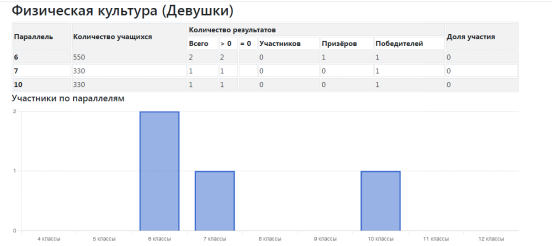 Физическая культура (Девушки)
Параллель Количество учащихся Количество результатов Доля участия
Всего > 0 = 0 Участников Призёров Победителей
6 550 2 2 0 1 1 0
7 330 1 1 0 0 1 0
10 330 1 1 0 0 1 0
Участники по параллелям
2
1
0
4 классы 5 классы 6 классы 7 классы 8 классы 9 классы 10 классы 11 классы 12 классы